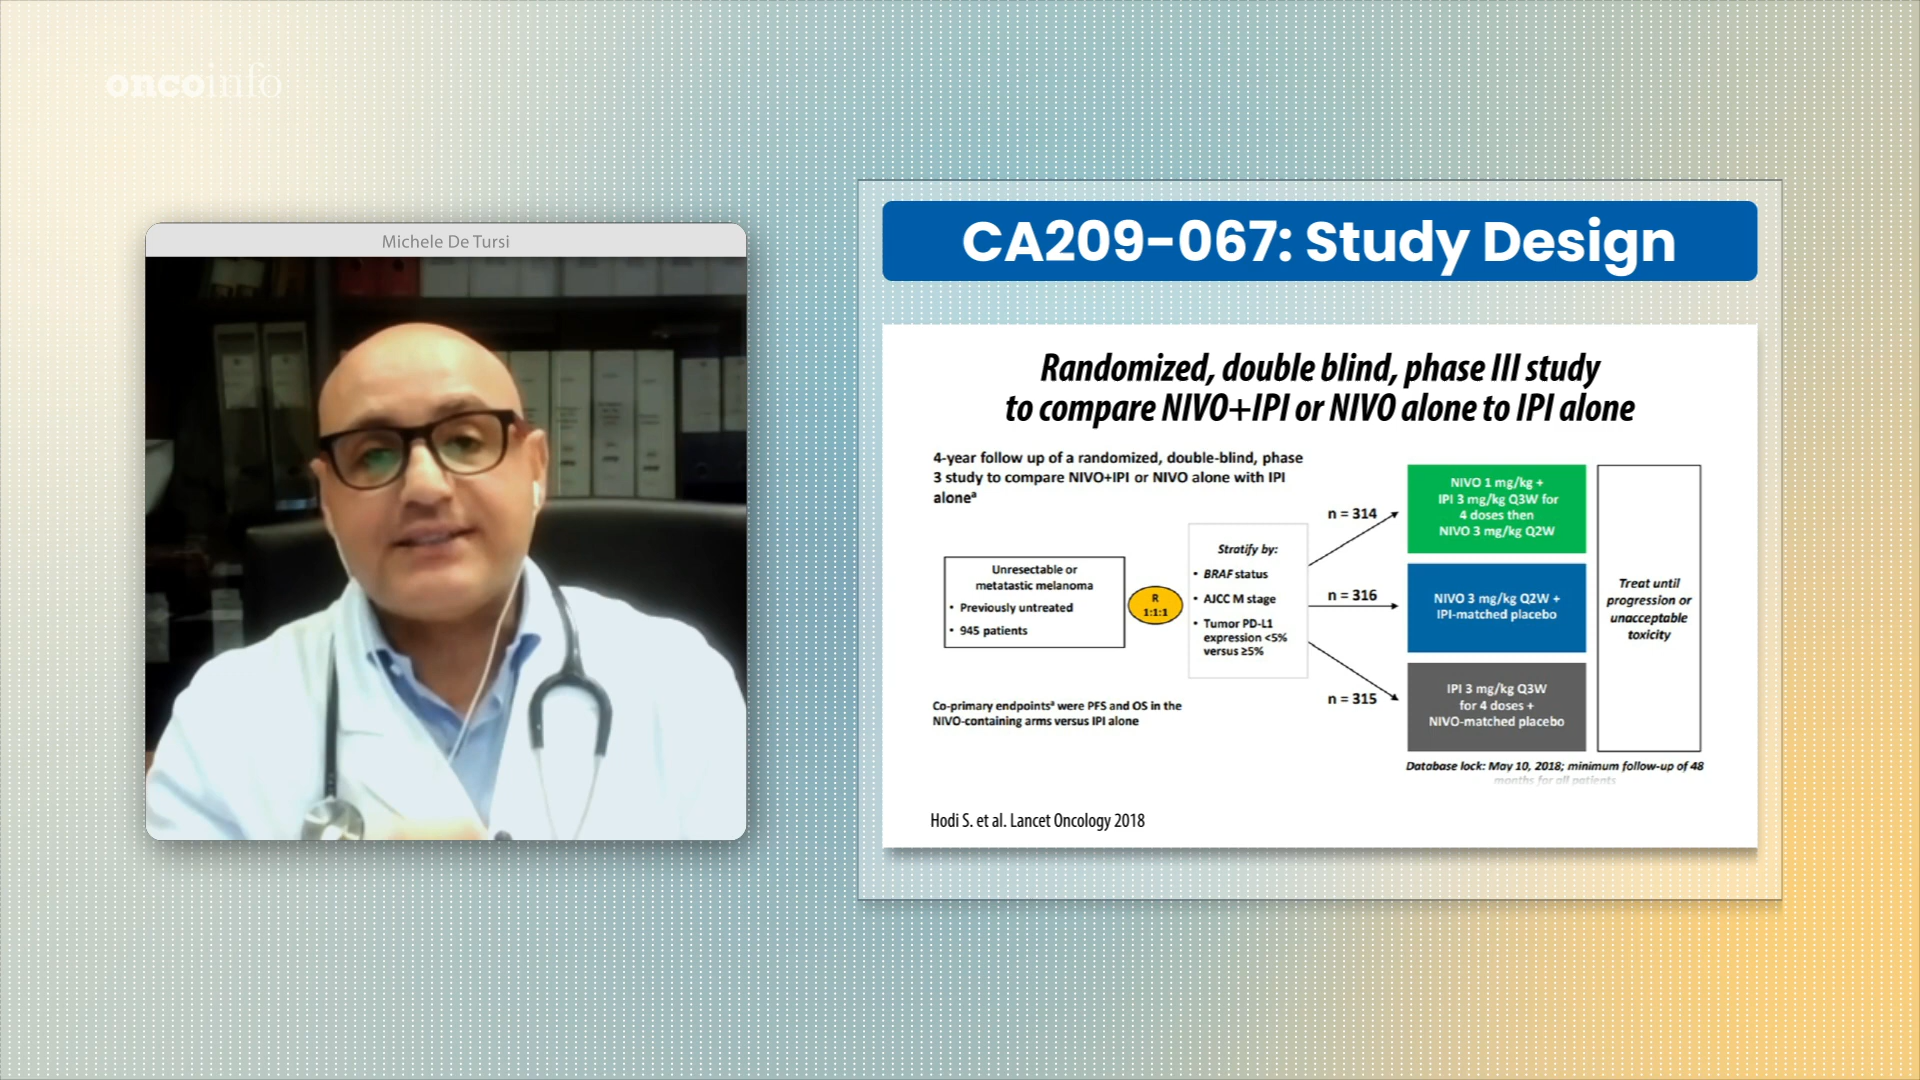 oncoinfo
Michele De Tursi
CA209-067: Study Design
Randomized, double blind, phase III study
to compare NIVO+IPI or NIVO alone to IPI alone
4-year follow up of a randomized, double-blind, phase
3 study to compare NIVO+IPI or NIVO alone with IPI
aloneª
Unresectable or
metatastic melanoma
• Previously untreated
• 945 patients
R
1:1:1
Stratify by:
• BRAF status
• AJCC M stage
• Tumor PD-L1
expression <5%
versus ≥5%
n = 314
n = 316
n = 315
NIVO 1 mg/kg +
IPI 3 mg/kg Q3W for
4 doses then
NIVO 3 mg/kg Q2W
NIVO 3 mg/kg Q2W +
IPI-matched placebo
IPI 3 mg/kg Q3W
for 4 doses +
NIVO-matched placebo
Treat until
progression or
unacceptable
toxicity
Co-primary endpointsª were PFS and OS in the
NIVO-containing arms versus IPI alone
Database lock: May 10, 2018; minimum follow-up of 48
months for all patients
Hodi S. et al. Lancet Oncology 2018